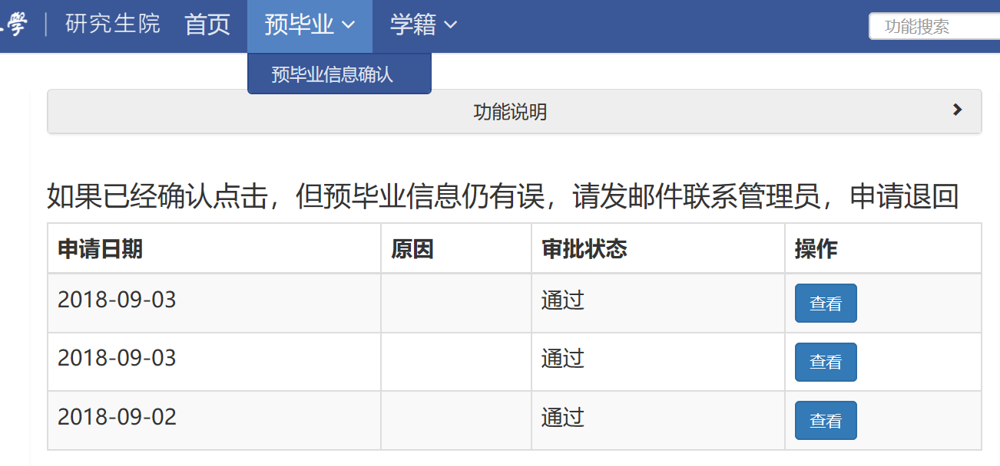 學 | 研究生院 首页 预毕业 学籍 功能搜索
预毕业信息确认
功能说明
如果已经确认点击，但预毕业信息仍有误，请发邮件联系管理员，申请退回
申请日期 原因 审批状态 操作
2018-09-03 通过 查看
2018-09-03 通过 查看
2018-09-02 通过 查看